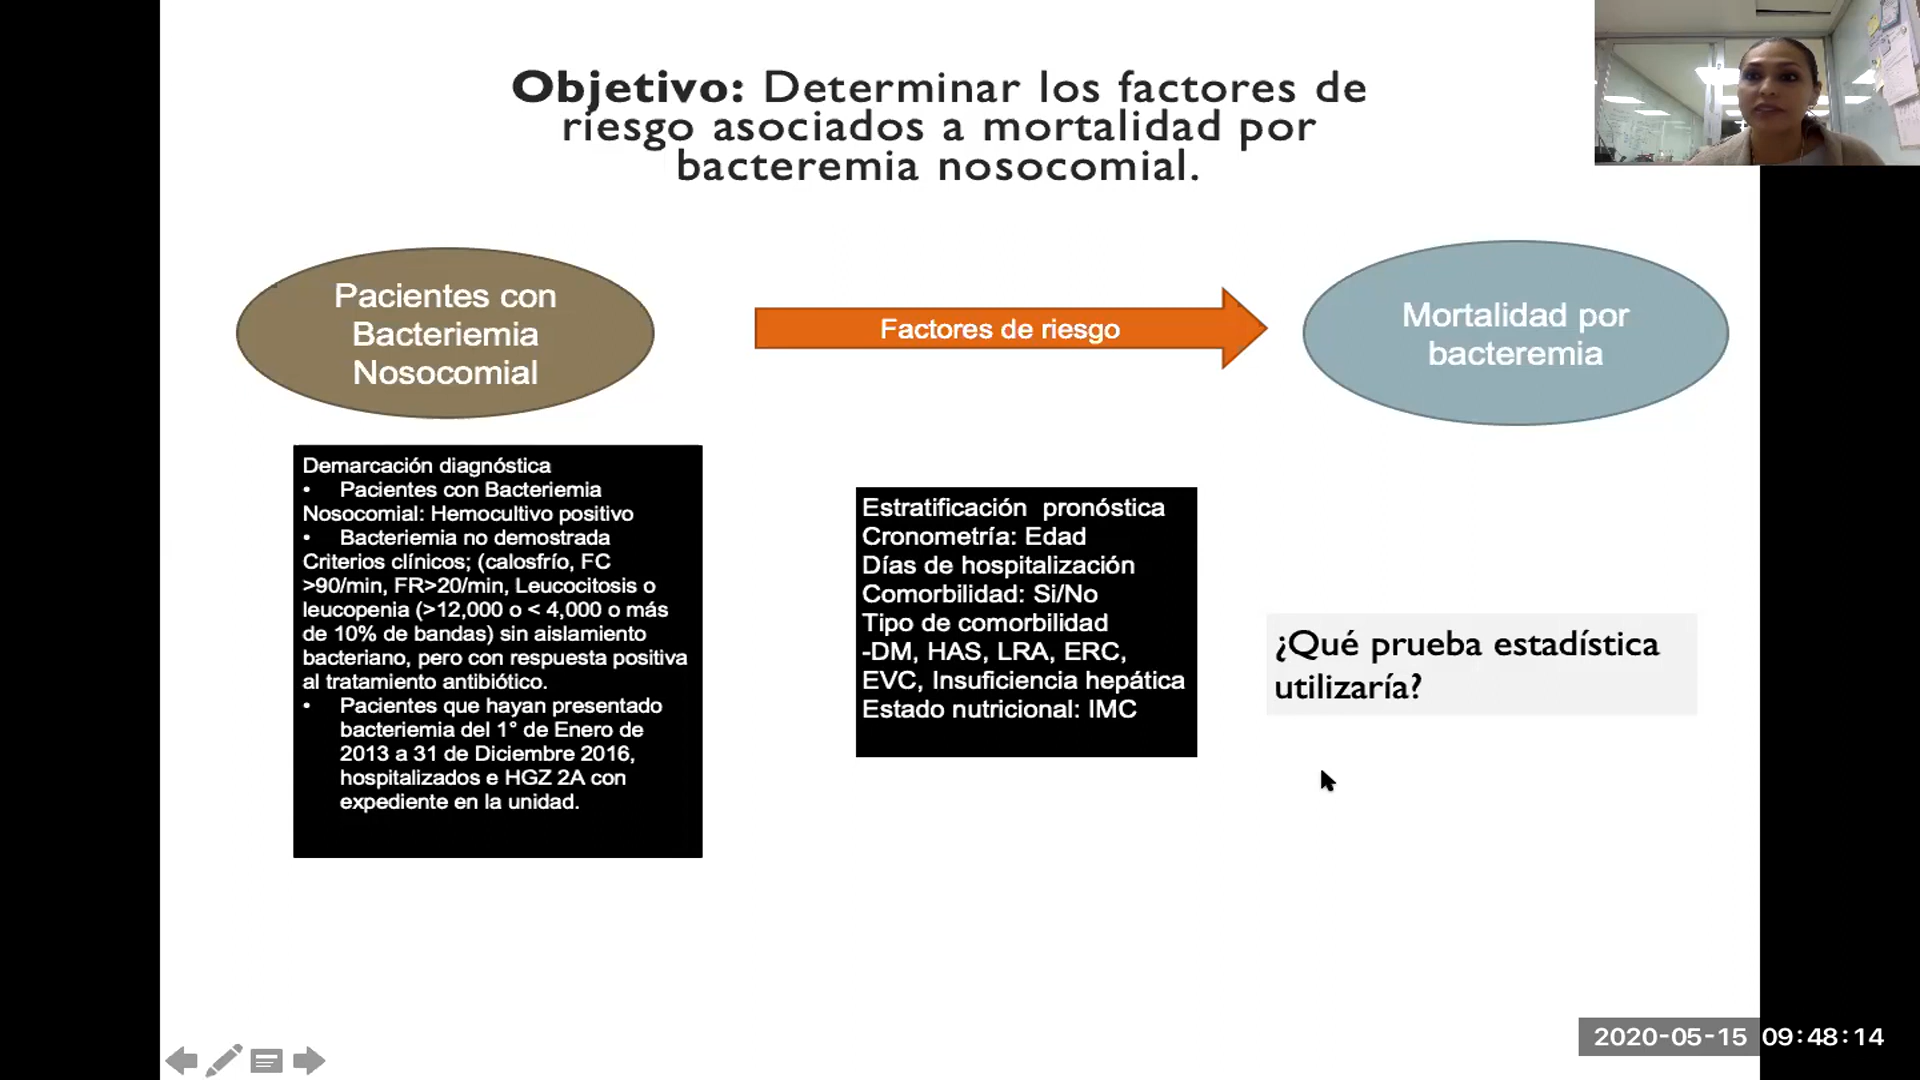 Objetivo: Determinar los factores de
riesgo asociados a mortalidad por
bacteremia nosocomial.
Pacientes con
Bacteriemia
Nosocomial
Factores de riesgo
Mortalidad por
bacteremia
Demarcación diagnóstica
• Pacientes con Bacteriemia
Nosocomial: Hemocultivo positivo
• Bacteriemia no demostrada
Criterios clínicos; (calosfrío, FC
>90/min, FR>20/min, Leucocitosis o
leucopenia (>12,000 o < 4,000 o más
de 10% de bandas) sin aislamiento
bacteriano, pero con respuesta positiva
al tratamiento antibiótico.
• Pacientes que hayan presentado
bacteriemia del 1° de Enero de
2013 a 31 de Diciembre 2016,
hospitalizados e HGZ 2A con
expediente en la unidad.
Estratificación pronóstica
Cronometría: Edad
Días de hospitalización
Comorbilidad: Si/No
Tipo de comorbilidad
-DM, HAS, LRA, ERC,
EVC, Insuficiencia hepática
Estado nutricional: IMC
¿Qué prueba estadística
utilizaría?
2020-05-15 09:48:14